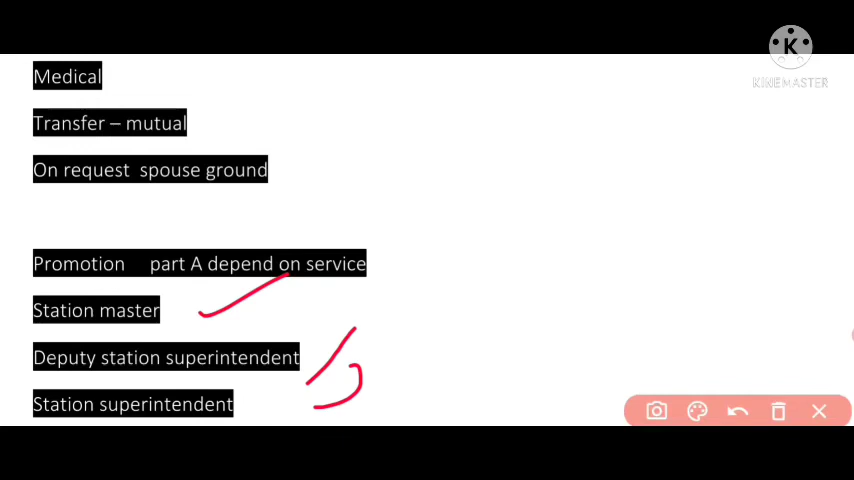 K
KINEMASTER
Medical
Transfer – mutual
On request  spouse ground
Promotion    part A depend on service
Station master
Deputy station superintendent
Station superintendent